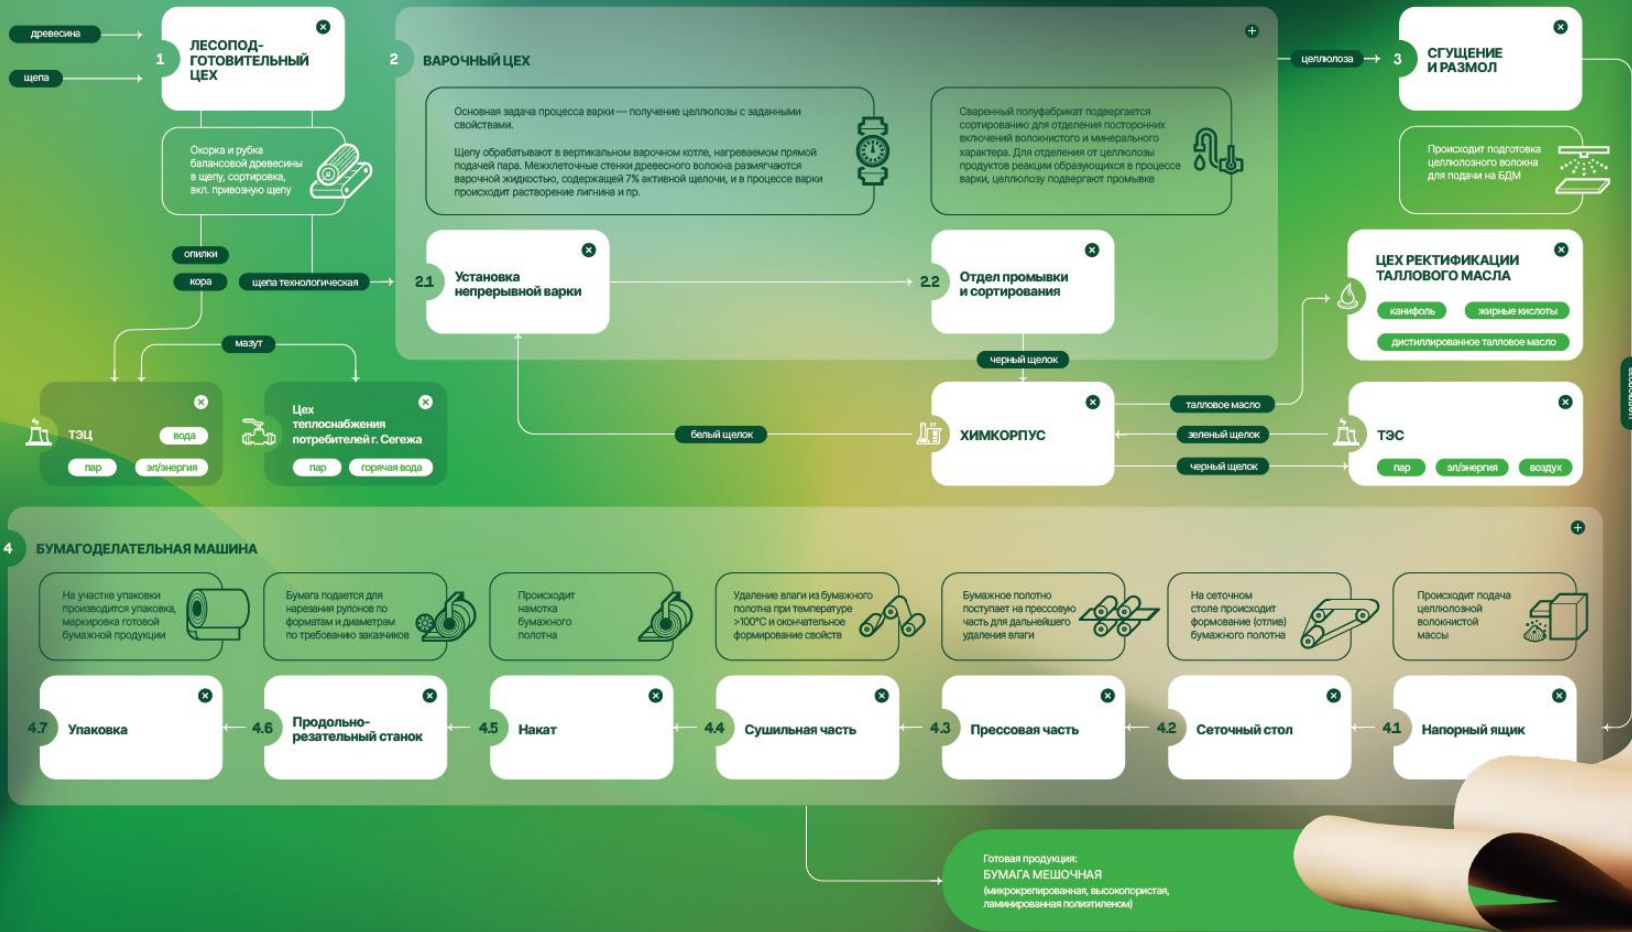 древесина
щепа
1
ЛЕСОПОД-
ГОТОВИТЕЛЬНЫЙ
ЦЕХ
Окорка и рубка
балансовой древесины
в щепу, сортировка,
вкл. привозную щепу
опилки
кора
щепа технологическая
2
ВАРОЧНЫЙ ЦЕХ
Основная задача процесса варки — получение целлюлозы с заданными
свойствами.
Щепу обрабатывают в вертикальном варочном котле, нагреваемом прямой
подачей пара. Межклеточные стенки древесного волокна размягчаются
варочной жидкостью, содержащей 7% активной щелочи, и в процессе варки
происходит растворение лигнина и пр.
Сваренный полуфабрикат подвергается
сортированию для отделения посторонних
включений волокнистого и минерального
характера. Для отделения от целлюлозы
продуктов реакции образующихся в процессе
варки, целлюлозу подвергают промывке
2.1
Установка
непрерывной варки
2.2
Отдел промывки
и сортирования
целлюлоза
3
СГУЩЕНИЕ
И РАЗМОЛ
Происходит подготовка
целлюлозного волокна
для подачи на БДМ
ЦЕХ РЕКТИФИКАЦИИ
ТАЛЛОВОГО МАСЛА
канифоль
жирные кислоты
дистиллированное талловое масло
целлюлоза
мазут
черный щелок
ТЭЦ
вода
пар
эл/энергия
Цех
теплоснабжения
потребителей г. Сегежа
пар
горячая вода
белый щелок
ХИМКОРПУС
талловое масло
зеленый щелок
черный щелок
ТЭС
пар
эл/энергия
воздух
4
БУМАГОДЕЛАТЕЛЬНАЯ МАШИНА
На участке упаковки
производится упаковка,
маркировка готовой
бумажной продукции
Бумага подается для
нарезания рулонов по
форматам и диаметрам
по требованию заказчиков
Происходит
намотка
бумажного
полотна
Удаление влаги из бумажного
полотна при температуре
>100°С и окончательное
формирование свойств
Бумажное полотно
поступает на прессовую
часть для дальнейшего
удаления влаги
На сеточном
столе происходит
формование (отлив)
бумажного полотна
Происходит подача
целлюлозной
волокнистой
массы
4.7
Упаковка
4.6
Продольно-
резательный станок
4.5
Накат
4.4
Сушильная часть
4.3
Прессовая часть
4.2
Сеточный стол
4.1
Напорный ящик
Готовая продукция:
БУМАГА МЕШОЧНАЯ
(микрокрепированная, высокопористая,
ламинированная полиэтиленом)